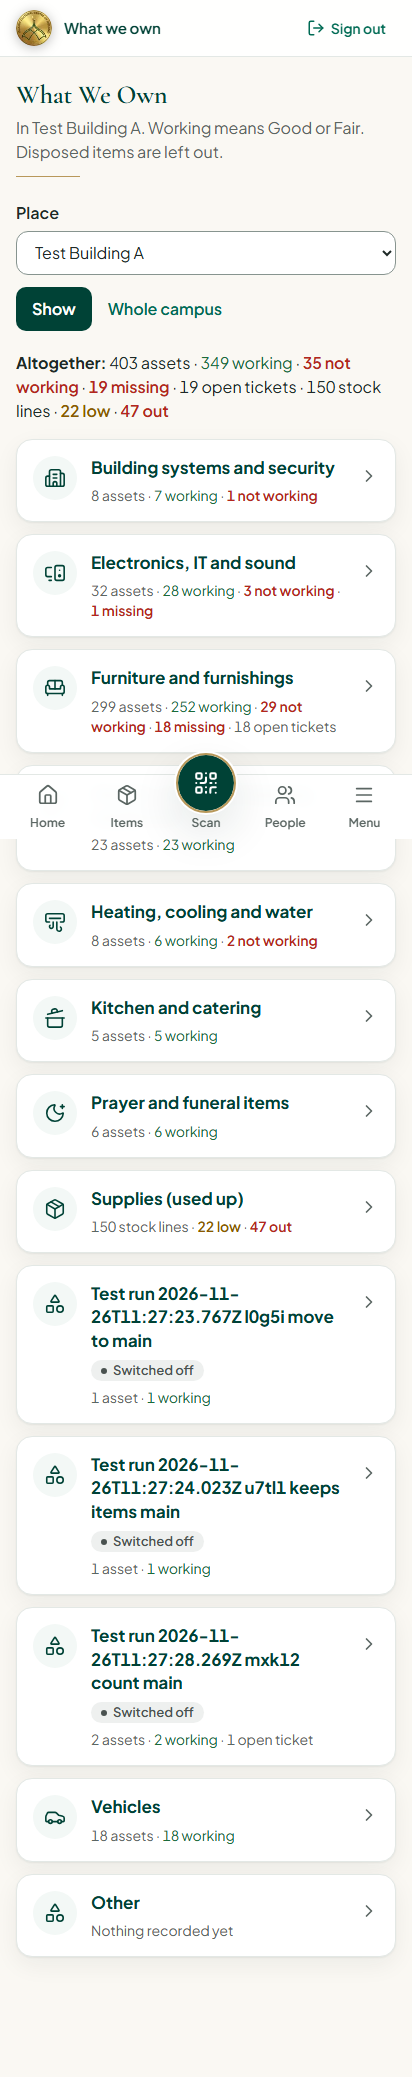 What we own
Sign out
What We Own
In Test Building A. Working means Good or Fair.
Disposed items are left out.
Place
Test Building A
Show
Whole campus
Altogether: 403 assets · 349 working · 35 not
working · 19 missing · 19 open tickets · 150 stock
lines · 22 low · 47 out
Building systems and security
8 assets · 7 working · 1 not working
Electronics, IT and sound
32 assets · 28 working · 3 not working ·
1 missing
Furniture and furnishings
299 assets · 252 working · 29 not
working · 18 missing · 18 open tickets
Home
Items
Scan
People
Menu
23 assets · 23 working
Heating, cooling and water
8 assets · 6 working · 2 not working
Kitchen and catering
5 assets · 5 working
Prayer and funeral items
6 assets · 6 working
Supplies (used up)
150 stock lines · 22 low · 47 out
Test run 2026-11-
26T11:27:23.767Z l0g5i move
to main
Switched off
1 asset · 1 working
Test run 2026-11-
26T11:27:24.023Z u7tl1 keeps
items main
Switched off
1 asset · 1 working
Test run 2026-11-
26T11:27:28.269Z mxk12
count main
Switched off
2 assets · 2 working · 1 open ticket
Vehicles
18 assets · 18 working
Other
Nothing recorded yet